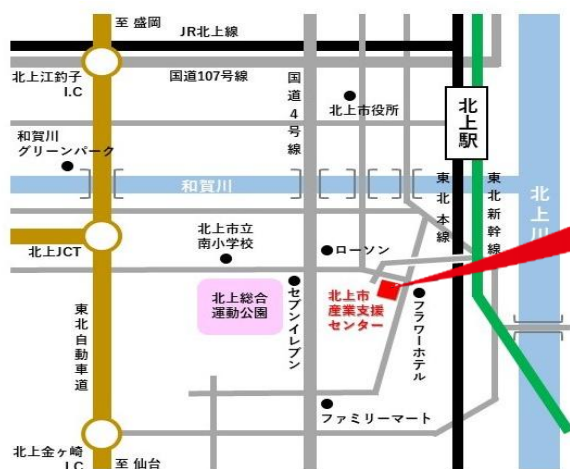 至 盛岡
JR北上線
北上江釣子
I.C
国道107号線
国道4号線
北上市役所
北上駅
和賀川
グリーンパーク
和賀川
東北本線
東北新幹線
北上川
北上市立
南小学校
ローソン
北上JCT
北上総合
運動公園
セブンイレブン
北上市
産業支援
センター
フラワーホテル
東北自動車道
ファミリーマート
北上金ヶ崎
I.C
至 仙台